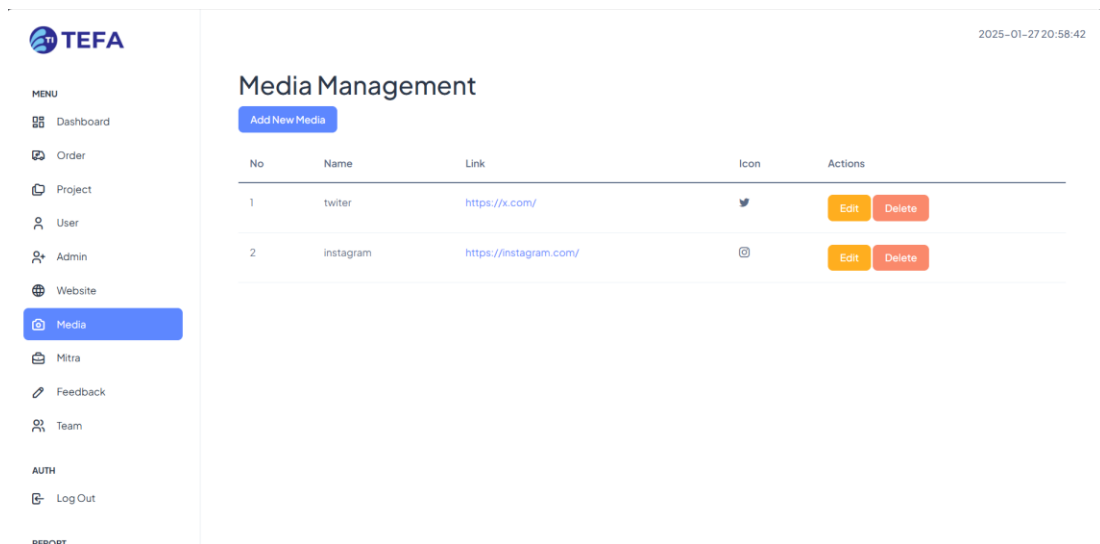 TI TEFA
2025-01-27 20:58:42
MENU
Dashboard
Order
Project
User
Admin
Website
Media
Mitra
Feedback
Team
AUTH
Log Out
REPORT
Media Management
Add New Media
No Name Link Icon Actions
1 twiter https://x.com/ Edit Delete
2 instagram https://instagram.com/ Edit Delete